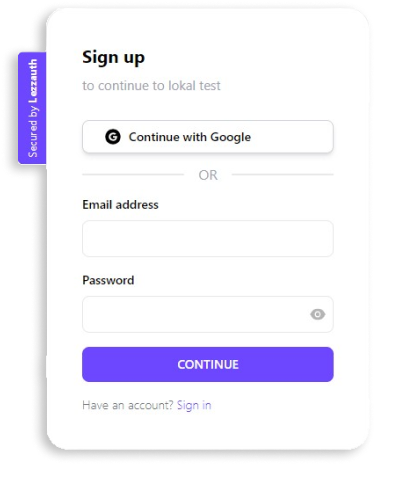 Sign up
to continue to lokal test
Secured by Lezzauth
G Continue with Google
OR
Email address
Password
CONTINUE
Have an account? Sign in